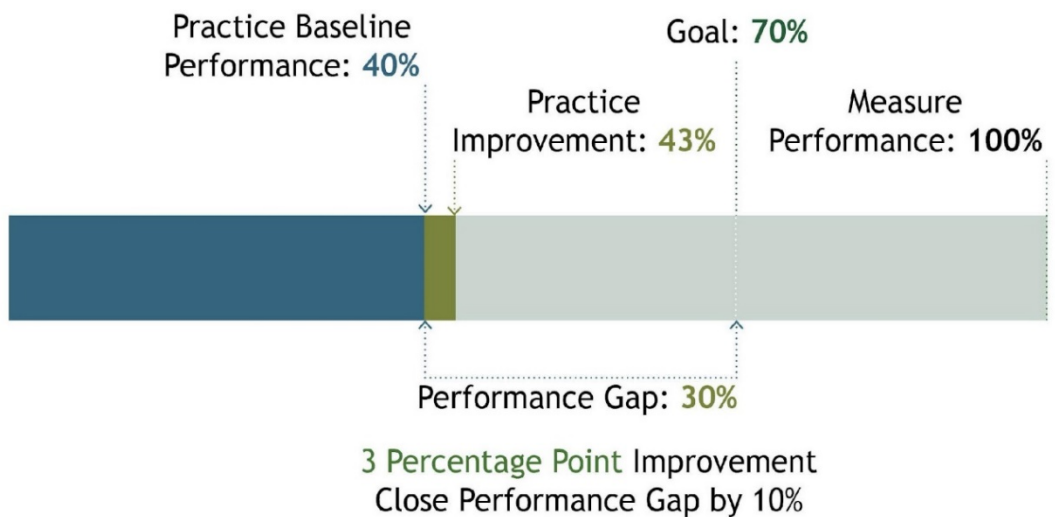 Practice Baseline
Performance: 40%
Goal: 70%
Practice
Improvement: 43%
Measure
Performance: 100%
Performance Gap: 30%
3 Percentage Point Improvement
Close Performance Gap by 10%